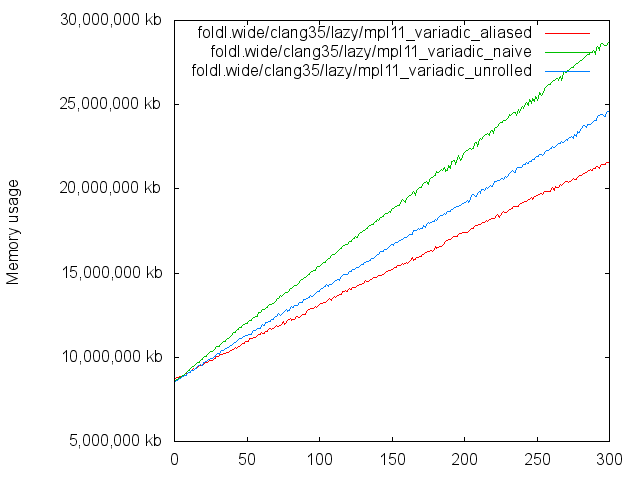 30,000,000 kb
foldl.wide/clang35/lazy/mpl11_variadic_aliased
foldl.wide/clang35/lazy/mpl11_variadic_naive
foldl.wide/clang35/lazy/mpl11_variadic_unrolled
25,000,000 kb
20,000,000 kb
Memory usage
15,000,000 kb
10,000,000 kb
5,000,000 kb
0 50 100 150 200 250 300